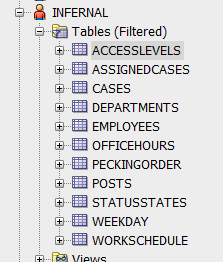 INFERNAL
Tables (Filtered)
ACCESSLEVELS
ASSIGNEDCASES
CASES
DEPARTMENTS
EMPLOYEES
OFFICEHOURS
PECKINGORDER
POSTS
STATUSSTATES
WEEKDAY
WORKSCHEDULE
Views